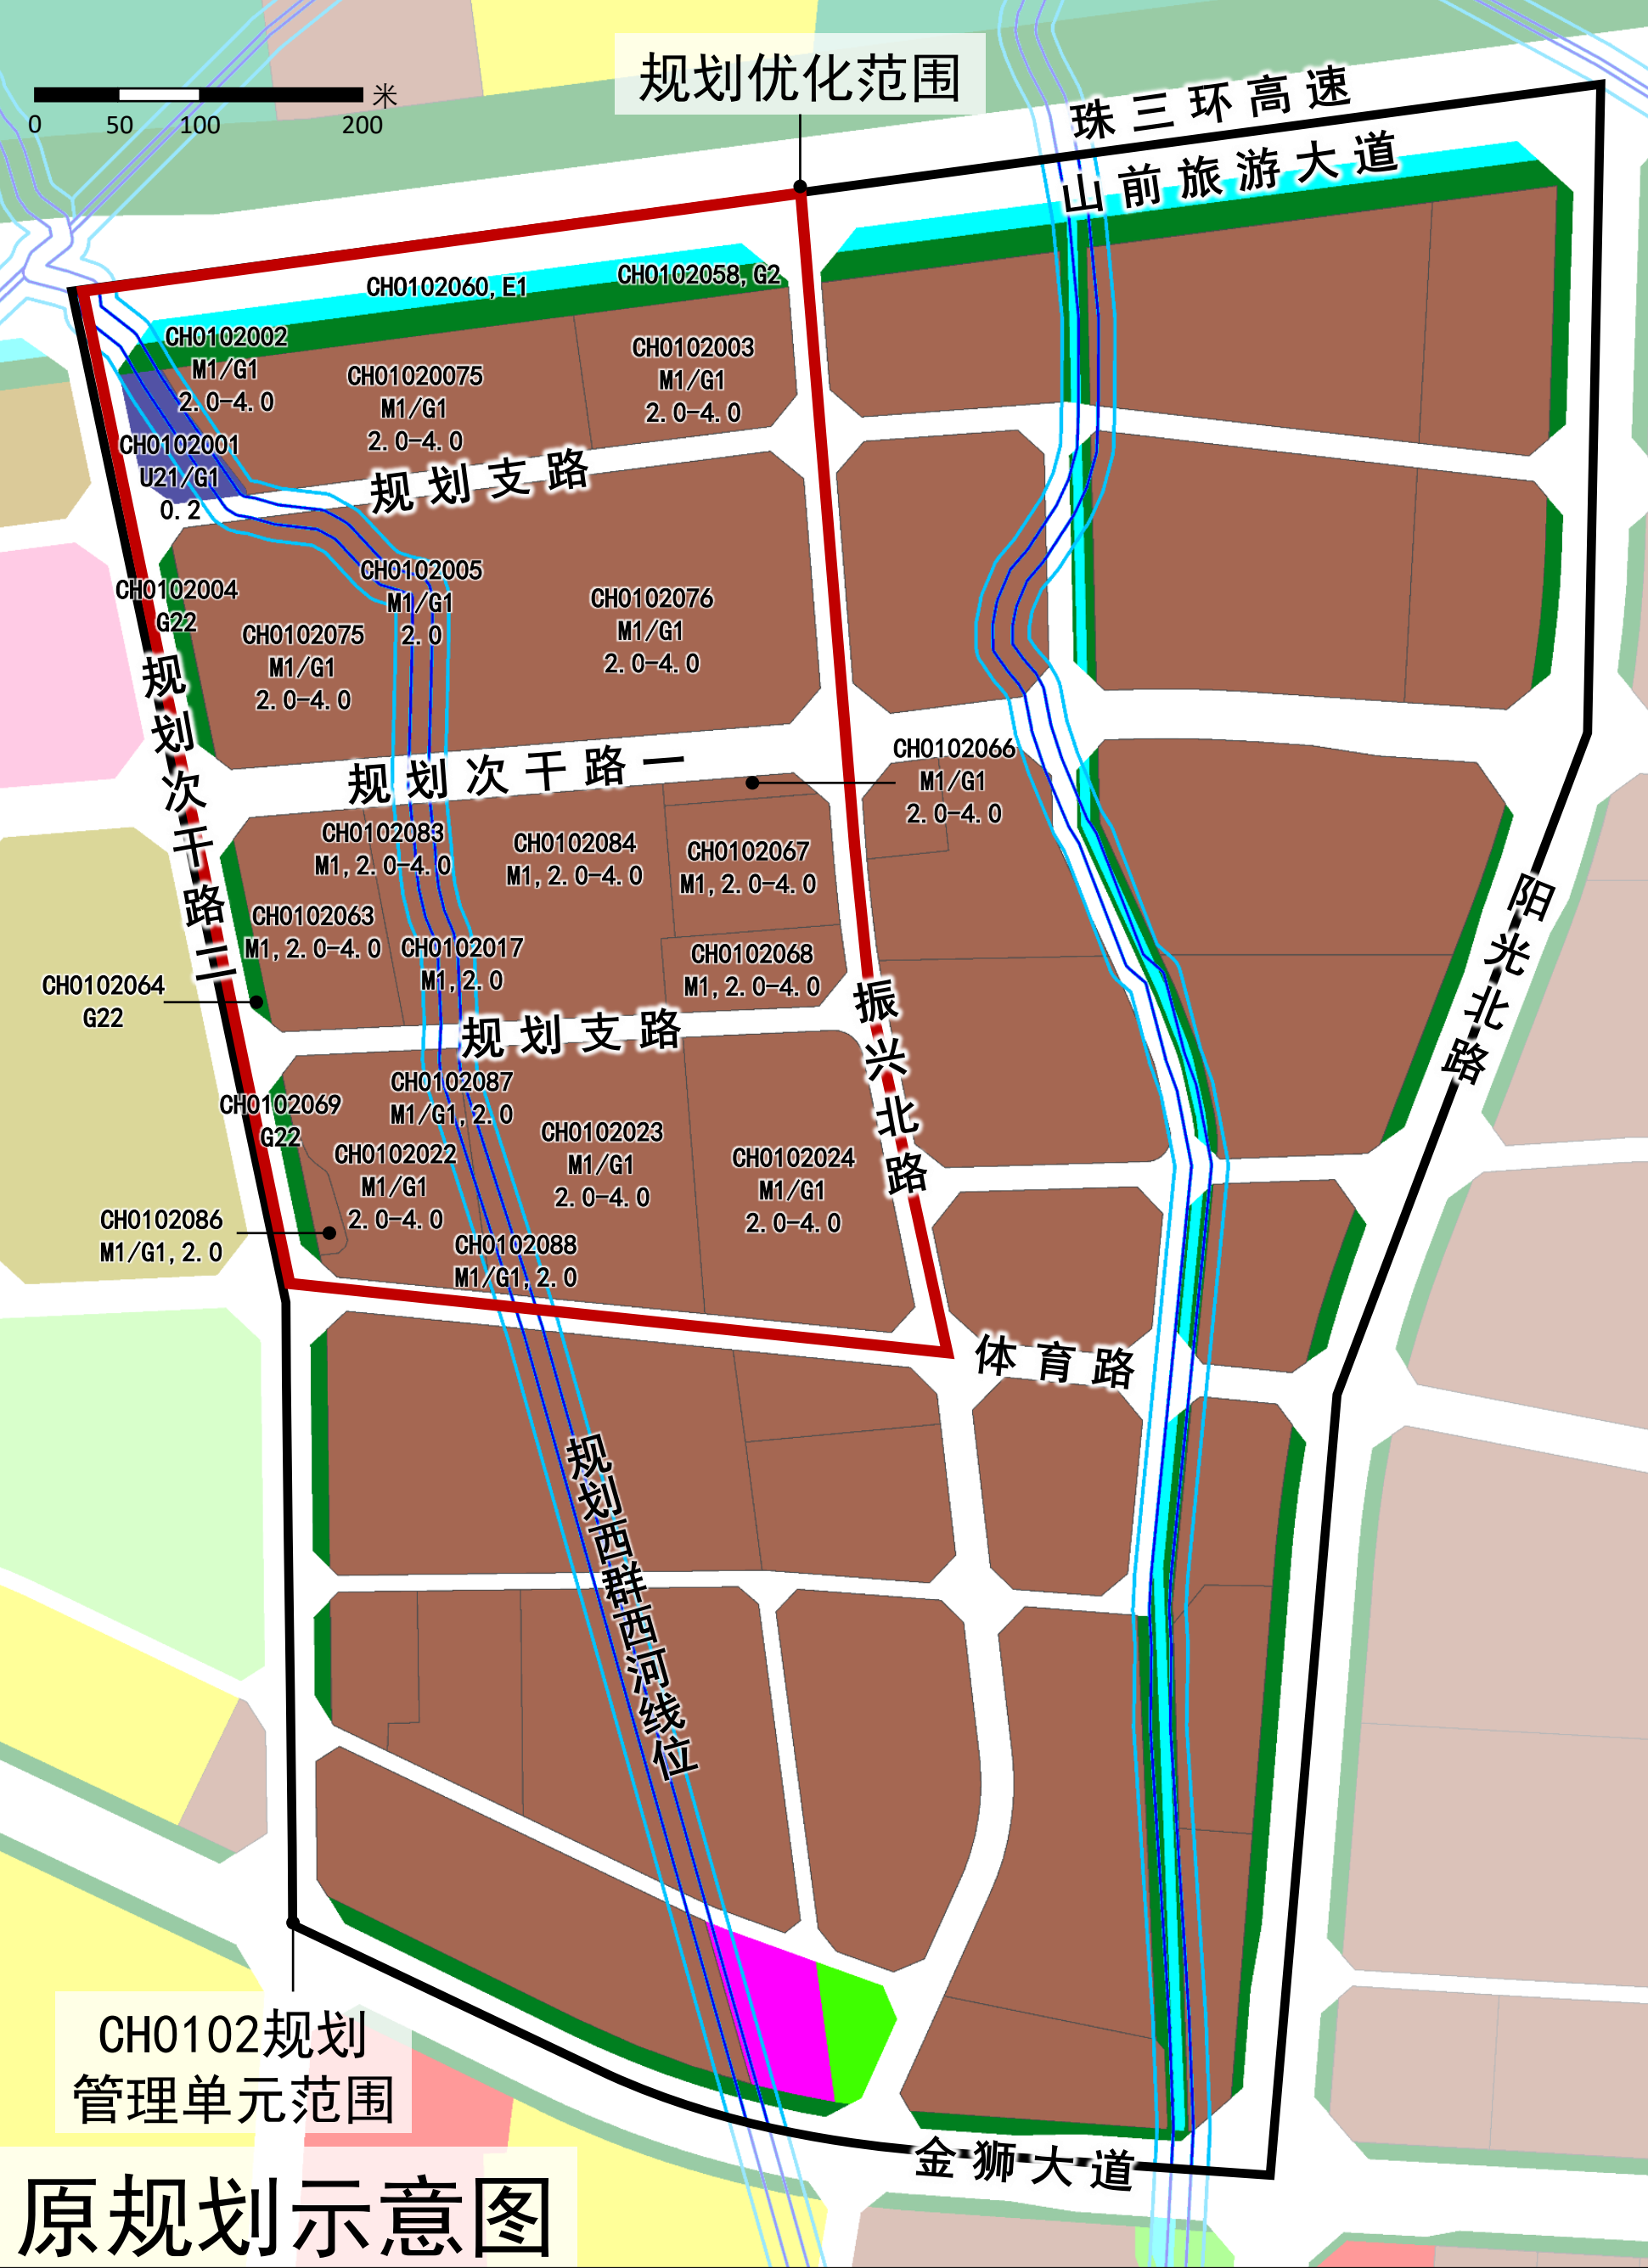 规划优化范围
米
0 50 100 200
珠三环高速
山前旅游大道
CH0102060,E1
CH0102058,G2
CH0102002
M1/G1
2.0-4.0
CH01020075
M1/G1
2.0-4.0
CH0102003
M1/G1
2.0-4.0
CH0102001
U21/G1
0.2
规划支路
CH0102004
G22
CH0102005
M1/G1
2.0
CH0102075
M1/G1
2.0-4.0
CH0102076
M1/G1
2.0-4.0
规划次干路二
规划次干路一
CH0102066
M1/G1
2.0-4.0
CH0102083
M1,2.0-4.0
CH0102084
M1,2.0-4.0
CH0102067
M1,2.0-4.0
CH0102063
M1,2.0-4.0
CH0102017
M1,2.0
CH0102068
M1,2.0-4.0
CH0102064
G22
阳光北路
振兴北路
规划支路
CH0102069
G22
CH0102087
M1/G1,2.0
CH0102022
M1/G1
2.0-4.0
CH0102023
M1/G1
2.0-4.0
CH0102024
M1/G1
2.0-4.0
CH0102086
M1/G1,2.0
CH0102088
M1/G1,2.0
体育路
规划西群西河线位
CH0102规划
管理单元范围
金狮大道
原规划示意图